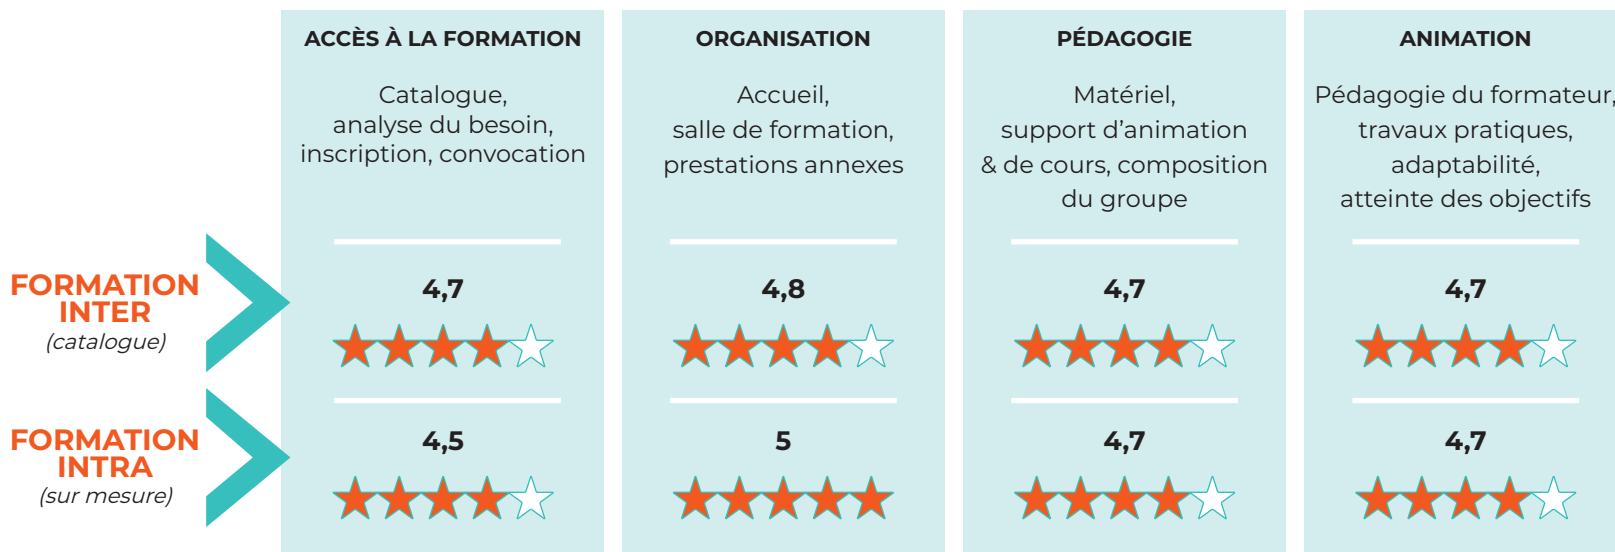 ACCÈS À LA FORMATION
Catalogue,
analyse du besoin,
inscription, convocation
ORGANISATION
Accueil,
salle de formation,
prestations annexes
PÉDAGOGIE
Matériel,
support d’animation
& de cours, composition
du groupe
ANIMATION
Pédagogie du formateur,
travaux pratiques,
adaptabilité,
atteinte des objectifs
FORMATION
INTER
(catalogue)
4,7
4,8
4,7
4,7
FORMATION
INTRA
(sur mesure)
4,5
5
4,7
4,7